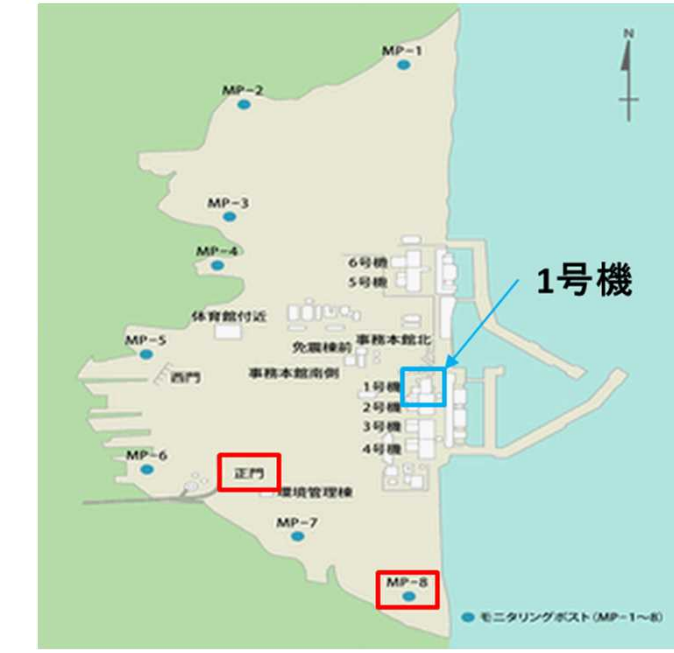 MP-1
N
MP-2
MP-3
MP-4
6号機
5号機
1号機
体育館付近
事務本館北
免震棟前
MP-5
西門
事務本館南側
1号機
2号機
3号機
4号機
MP-6
正門
環境管理棟
MP-7
MP-8
モニタリングポスト(MP-1〜8)